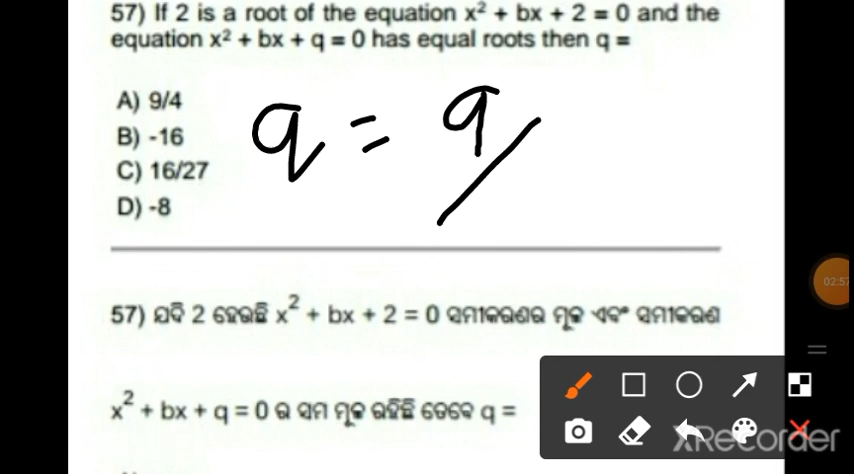 57) If 2 is a root of the equation x² + bx + 2 = 0 and the
equation x² + bx + q = 0 has equal roots then q =
A) 9/4
B) -16
C) 16/27
D) -8
q = 9/
02:57
57) ଯଦି 2 ହେଉଛି x² + bx + 2 = 0 ସମୀକରଣର ମୂଳ ଏବଂ ସମୀକରଣ
x² + bx + q = 0 ର ସମ ମୂଳ ରହିଛି ତେବେ q =
XRecorder